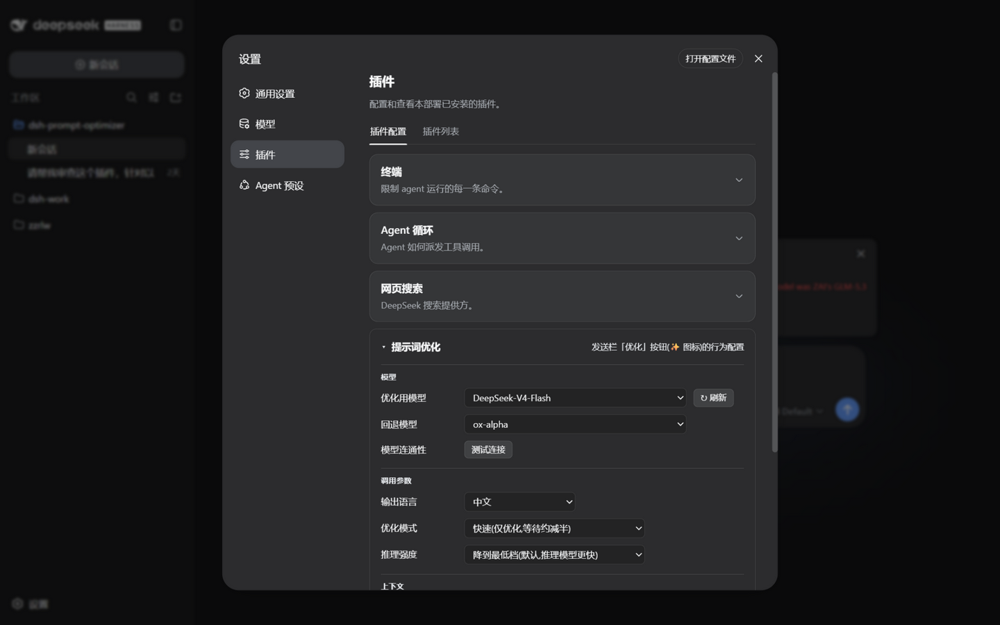 deepseek
新会话
工作区
dsh-prompt-optimizer
新会话
dsh-work
zzrlw
设置
设置
打开配置文件
通用设置
模型
插件
Agent 预设
插件
配置和查看本部署已安装的插件。
插件配置 插件列表
终端
限制 agent 运行的每一条命令。
Agent 循环
Agent 如何派发工具调用。
网页搜索
DeepSeek 搜索提供方。
提示词优化 发送栏「优化」按钮(✨ 图标)的行为配置
模型
优化用模型 DeepSeek-V4-Flash ↻ 刷新
回退模型 ox-alpha
模型连通性 测试连接
调用参数
输出语言 中文
优化模式 快速(仅优化,等待约减半)
推理强度 降到最低档(默认,推理模型更快)
上下文
Default